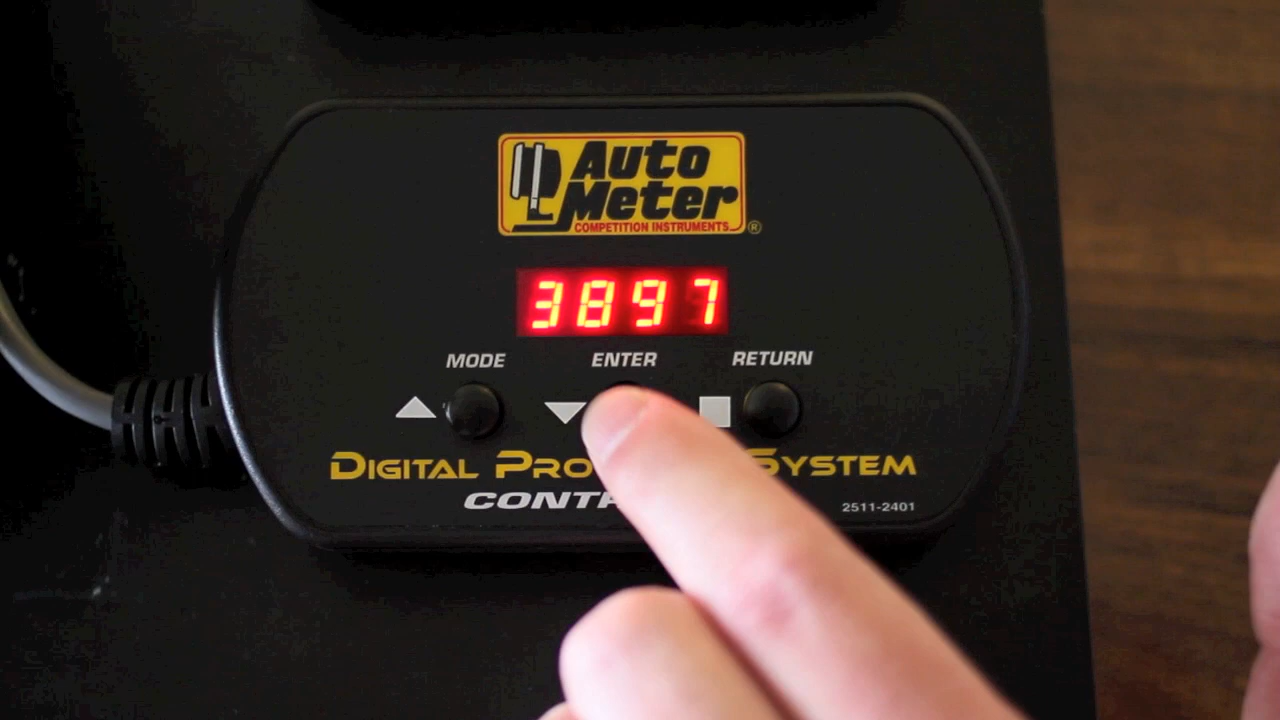 Auto
Meter
COMPETITION INSTRUMENTS
®
3897
MODE ENTER RETURN
DIGITAL PRO SYSTEM
CONT
2511-2401